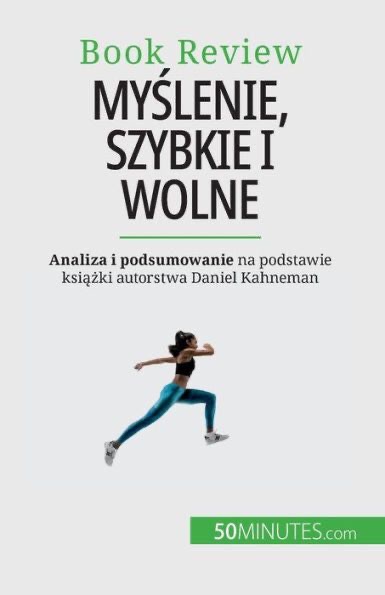 Book Review
MYŚLENIE,
SZYBKIE I
WOLNE
Analiza i podsumowanie na podstawie
książki autorstwa Daniel Kahneman
50MINUTES.com